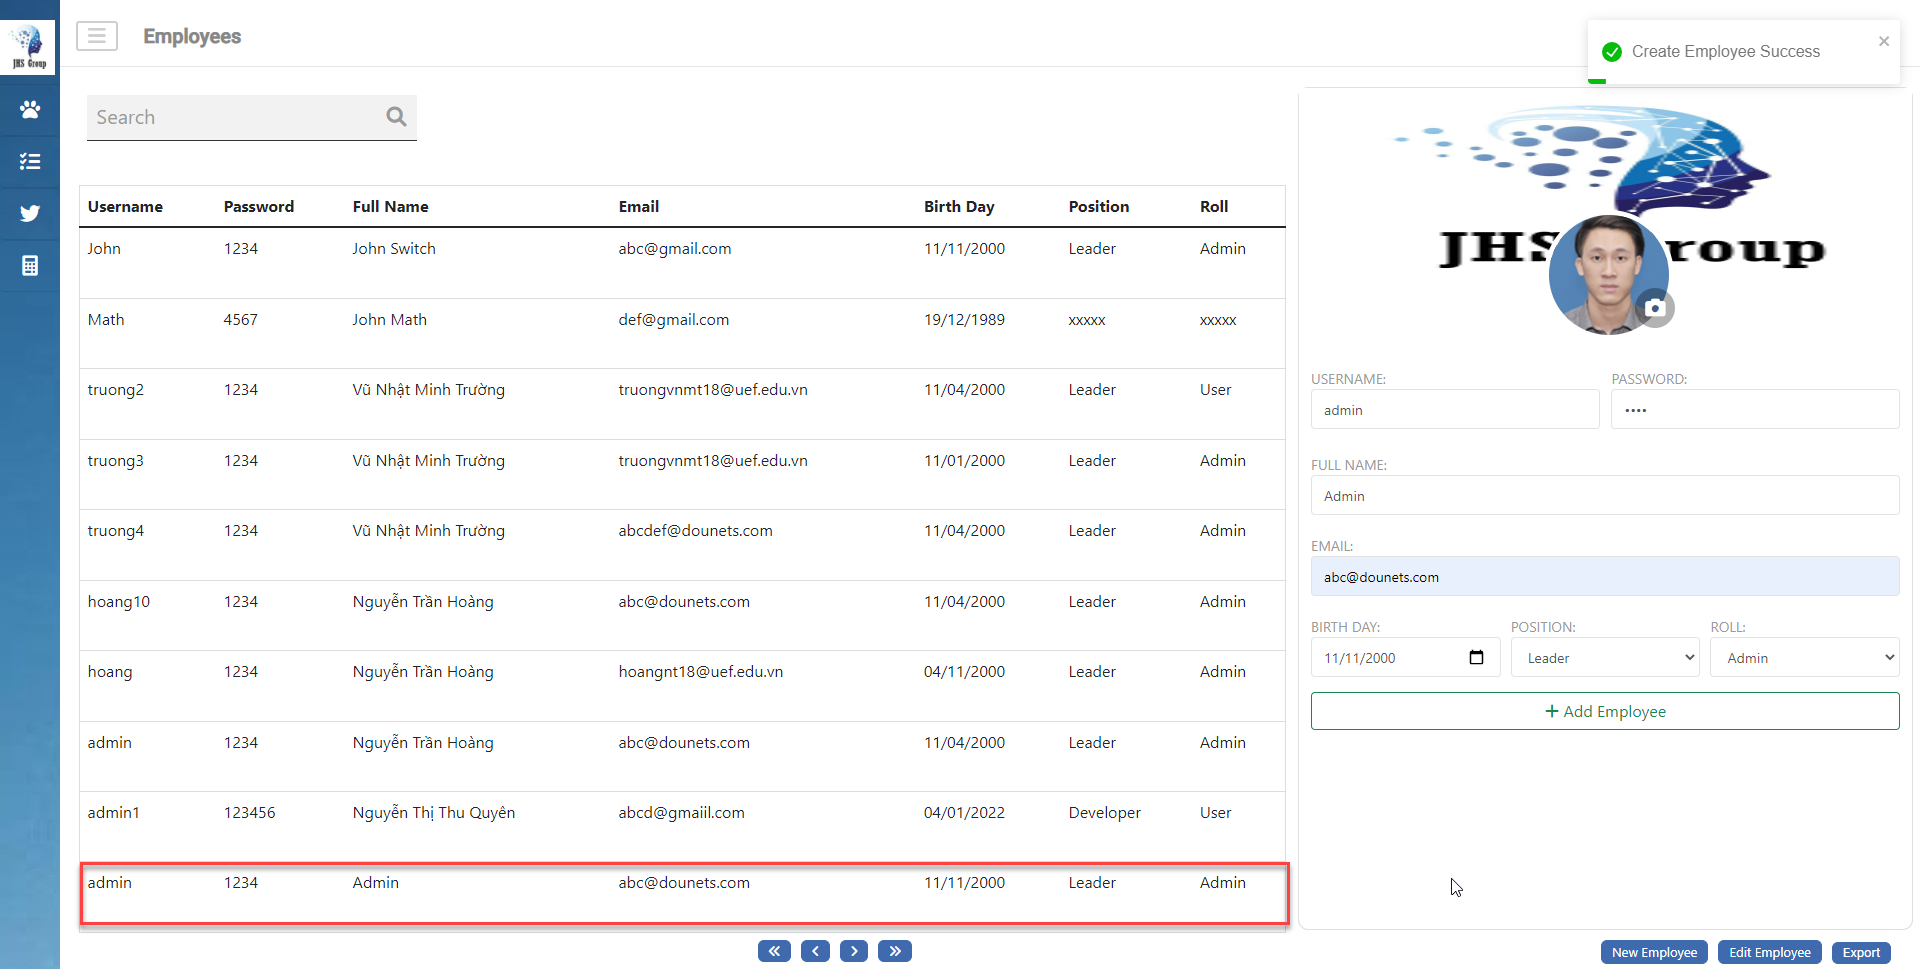 JHS Group
Employees
Create Employee Success
Search
JHS Group
Username Password Full Name Email Birth Day Position Roll
John 1234 John Switch abc@gmail.com 11/11/2000 Leader Admin
Math 4567 John Math def@gmail.com 19/12/1989 xxxxx xxxxx
truong2 1234 Vũ Nhật Minh Trường truongvnmt18@uef.edu.vn 11/04/2000 Leader User
truong3 1234 Vũ Nhật Minh Trường truongvnmt18@uef.edu.vn 11/01/2000 Leader Admin
truong4 1234 Vũ Nhật Minh Trường abcdef@dounets.com 11/04/2000 Leader Admin
hoang10 1234 Nguyễn Trần Hoàng abc@dounets.com 11/04/2000 Leader Admin
hoang 1234 Nguyễn Trần Hoàng hoangnt18@uef.edu.vn 04/11/2000 Leader Admin
admin 1234 Nguyễn Trần Hoàng abc@dounets.com 11/04/2000 Leader Admin
admin1 123456 Nguyễn Thị Thu Quyên abcd@gmaiil.com 04/01/2022 Developer User
admin 1234 Admin abc@dounets.com 11/11/2000 Leader Admin
USERNAME: PASSWORD:
admin ••••
FULL NAME:
Admin
EMAIL:
abc@dounets.com
BIRTH DAY: POSITION: ROLL:
11/11/2000 Leader Admin
+ Add Employee
New Employee Edit Employee Export